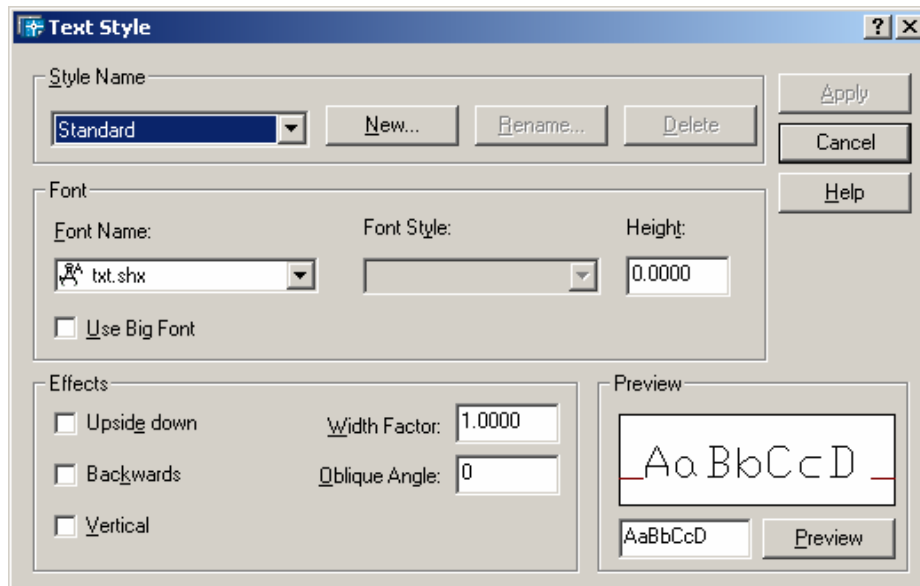 Text Style
Style Name
Standard
New...
Rename...
Delete
Apply
Cancel
Help
Font
Font Name:
Font Style:
Height:
txt.shx
0.0000
Use Big Font
Effects
Upside down
Width Factor:
1.0000
Backwards
Oblique Angle:
0
Vertical
Preview
AaBbCcD
AaBbCcD
Preview